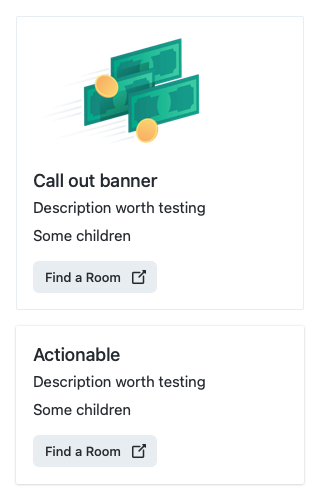 Call out banner
Description worth testing
Some children
Find a Room
Actionable
Description worth testing
Some children
Find a Room